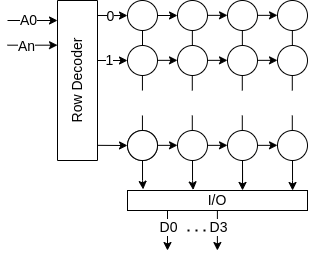 A0
An
Row Decoder
0
1
I/O
D0 ... D3